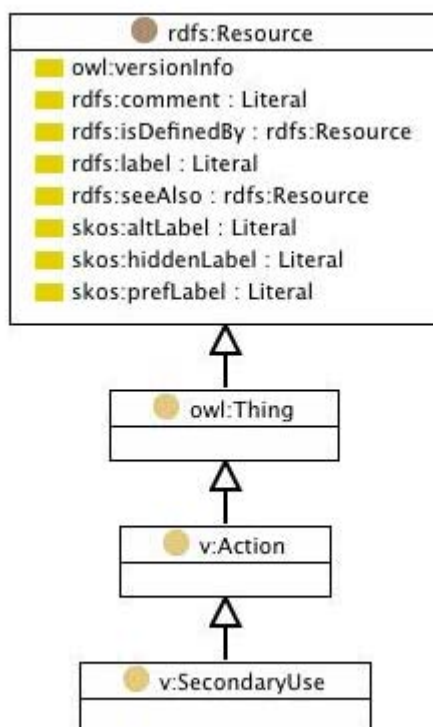 rdfs:Resource
owl:versionInfo
rdfs:comment : Literal
rdfs:isDefinedBy : rdfs:Resource
rdfs:label : Literal
rdfs:seeAlso : rdfs:Resource
skos:altLabel : Literal
skos:hiddenLabel : Literal
skos:prefLabel : Literal
owl:Thing
v:Action
v:SecondaryUse